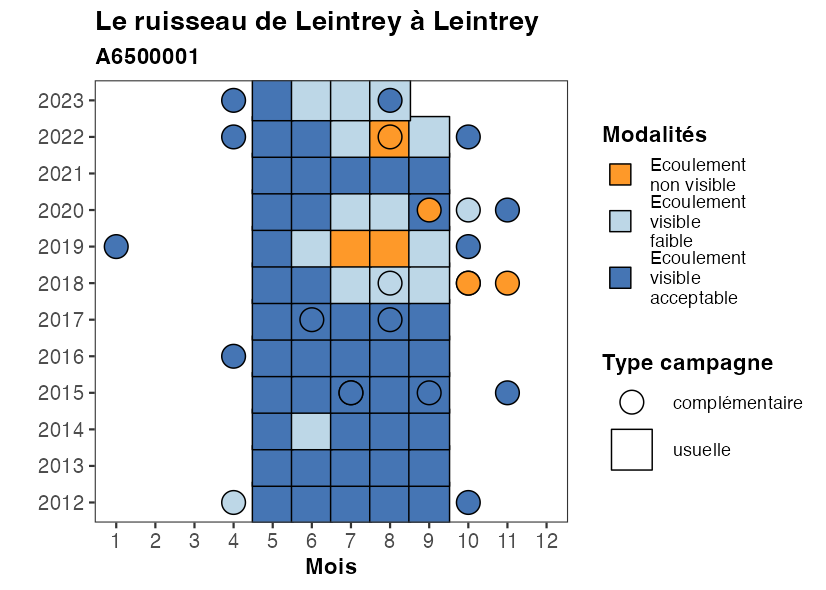 Le ruisseau de Leintrey à Leintrey
A6500001
2023
2022
2021
2020
2019
2018
2017
2016
2015
2014
2013
2012
1 2 3 4 5 6 7 8 9 10 11 12
Mois
Modalités
Ecoulement
non visible
Ecoulement
visible
faible
Ecoulement
visible
acceptable
Type campagne
complémentaire
usuelle